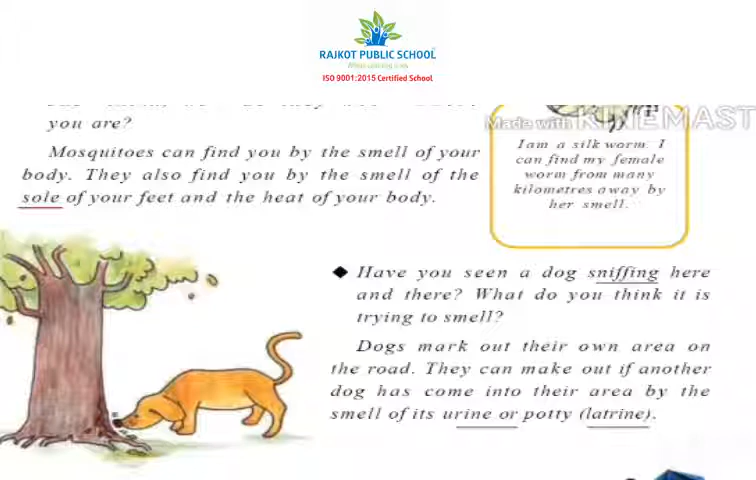 RAJKOT PUBLIC SCHOOL
ISO 9001:2015 Certified School
Made with KINEMAST
you are?
Mosquitoes can find you by the smell of your
body. They also find you by the smell of the
sole of your feet and the heat of your body.
I am a silk worm. I
can find my female
worm from many
kilometres away by
her smell.
Have you seen a dog sniffing here
and there? What do you think it is
trying to smell?
Dogs mark out their own area on
the road. They can make out if another
dog has come into their area by the
smell of its urine or potty (latrine).